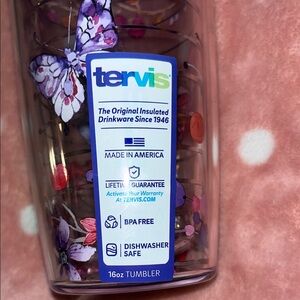 tervis
The Original Insulated
Drinkware Since 1946
MADE IN AMERICA
LIFETIME GUARANTEE
Activate Your Warranty
At TERVIS.COM
BPA FREE
DISHWASHER
SAFE
16oz TUMBLER